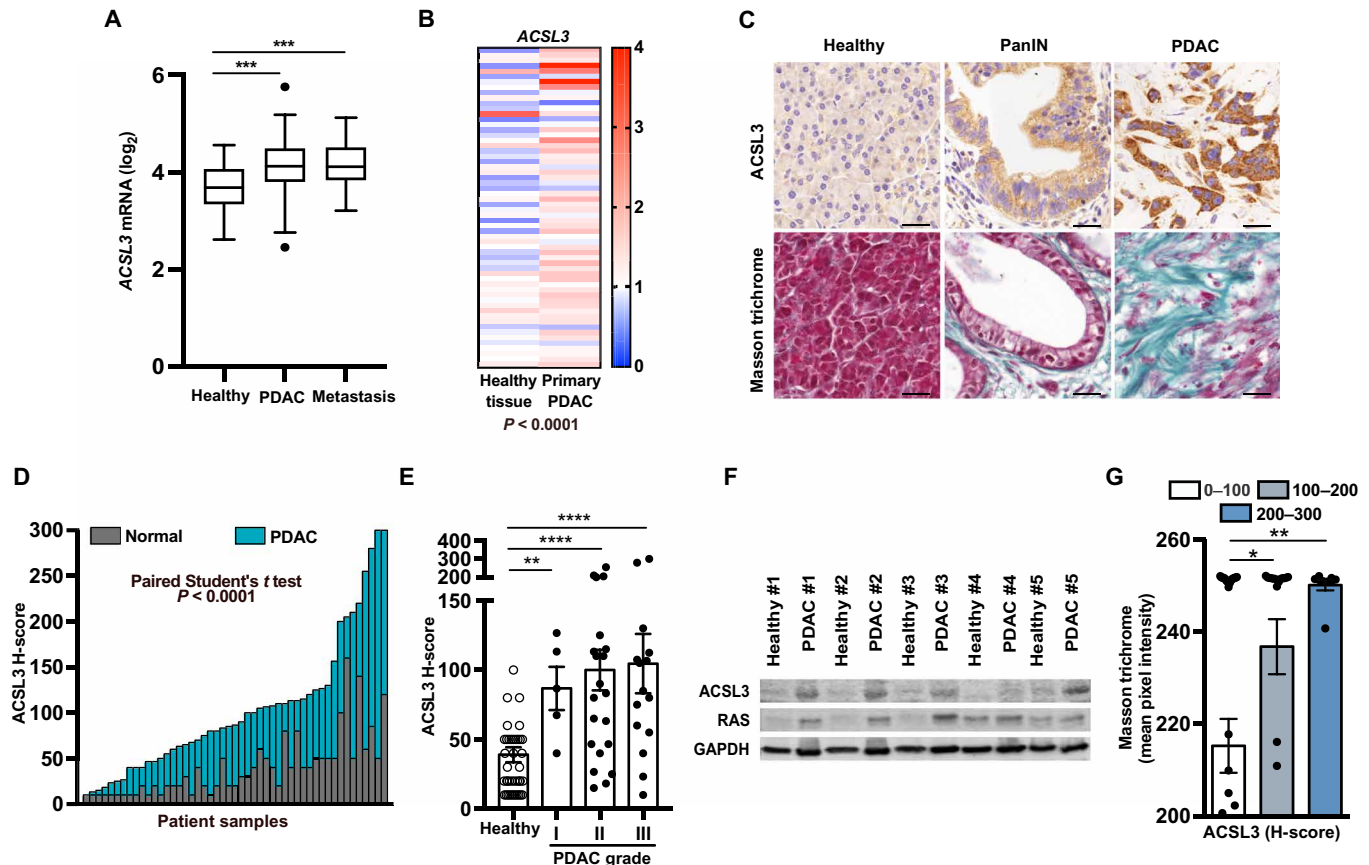 A
***
***
ACSL3 mRNA (log2)
6
4
2
0
Healthy
PDAC
Metastasis
B
ACSL3
4
3
2
1
0
Healthy tissue
Primary PDAC
P < 0.0001
C
Healthy
PanIN
PDAC
ACSL3
Masson trichrome
D
Normal
PDAC
Paired Student's t test
P < 0.0001
ACSL3 H-score
300
250
200
150
100
50
0
Patient samples
E
****
****
**
ACSL3 H-score
400
300
200
150
100
50
0
Healthy
I
II
III
PDAC grade
F
Healthy #1
PDAC #1
Healthy #2
PDAC #2
Healthy #3
PDAC #3
Healthy #4
PDAC #4
Healthy #5
PDAC #5
ACSL3
RAS
GAPDH
G
0–100
100–200
200–300
**
*
Masson trichrome
(mean pixel intensity)
260
240
220
200
ACSL3 (H-score)